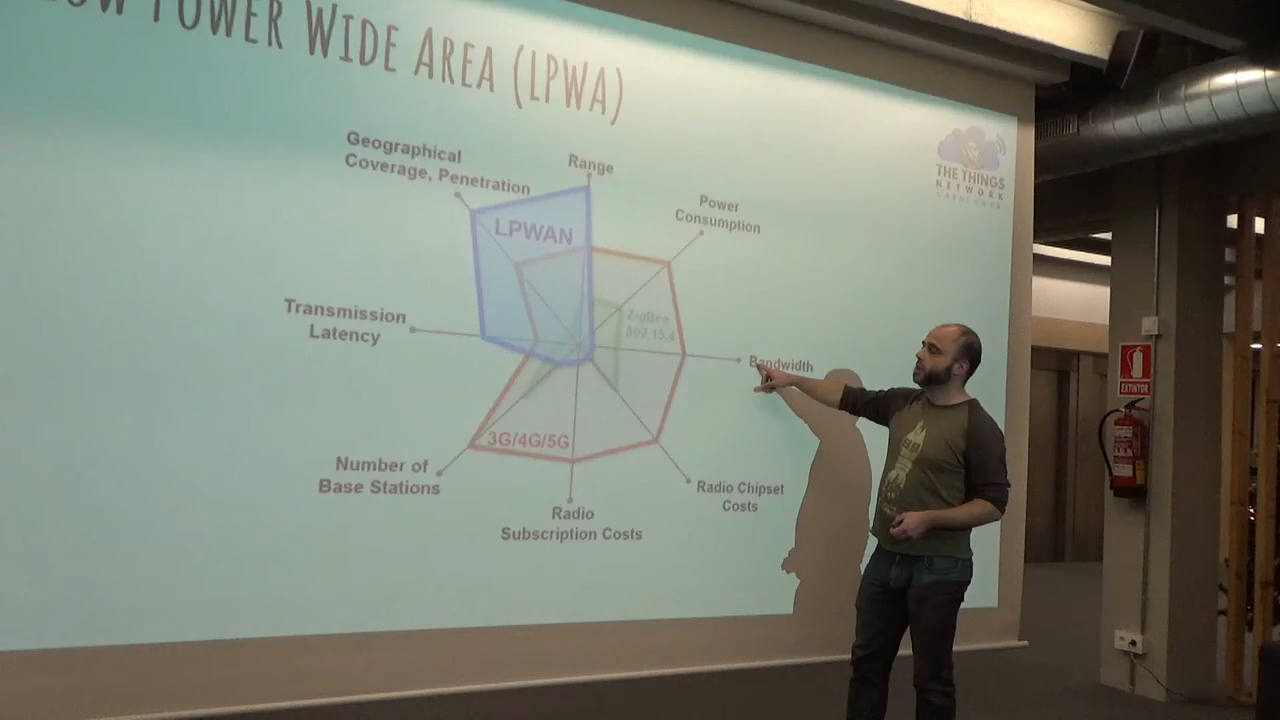 LOW POWER WIDE AREA (LPWA)
Geographical
Coverage, Penetration
Range
Power
Consumption
THE THINGS
NETWORK
CATALUNYA
LPWAN
ZigBee
802.15.4
Transmission
Latency
Bandwidth
3G/4G/5G
Number of
Base Stations
Radio Chipset
Costs
Radio
Subscription Costs
EXTINTOR